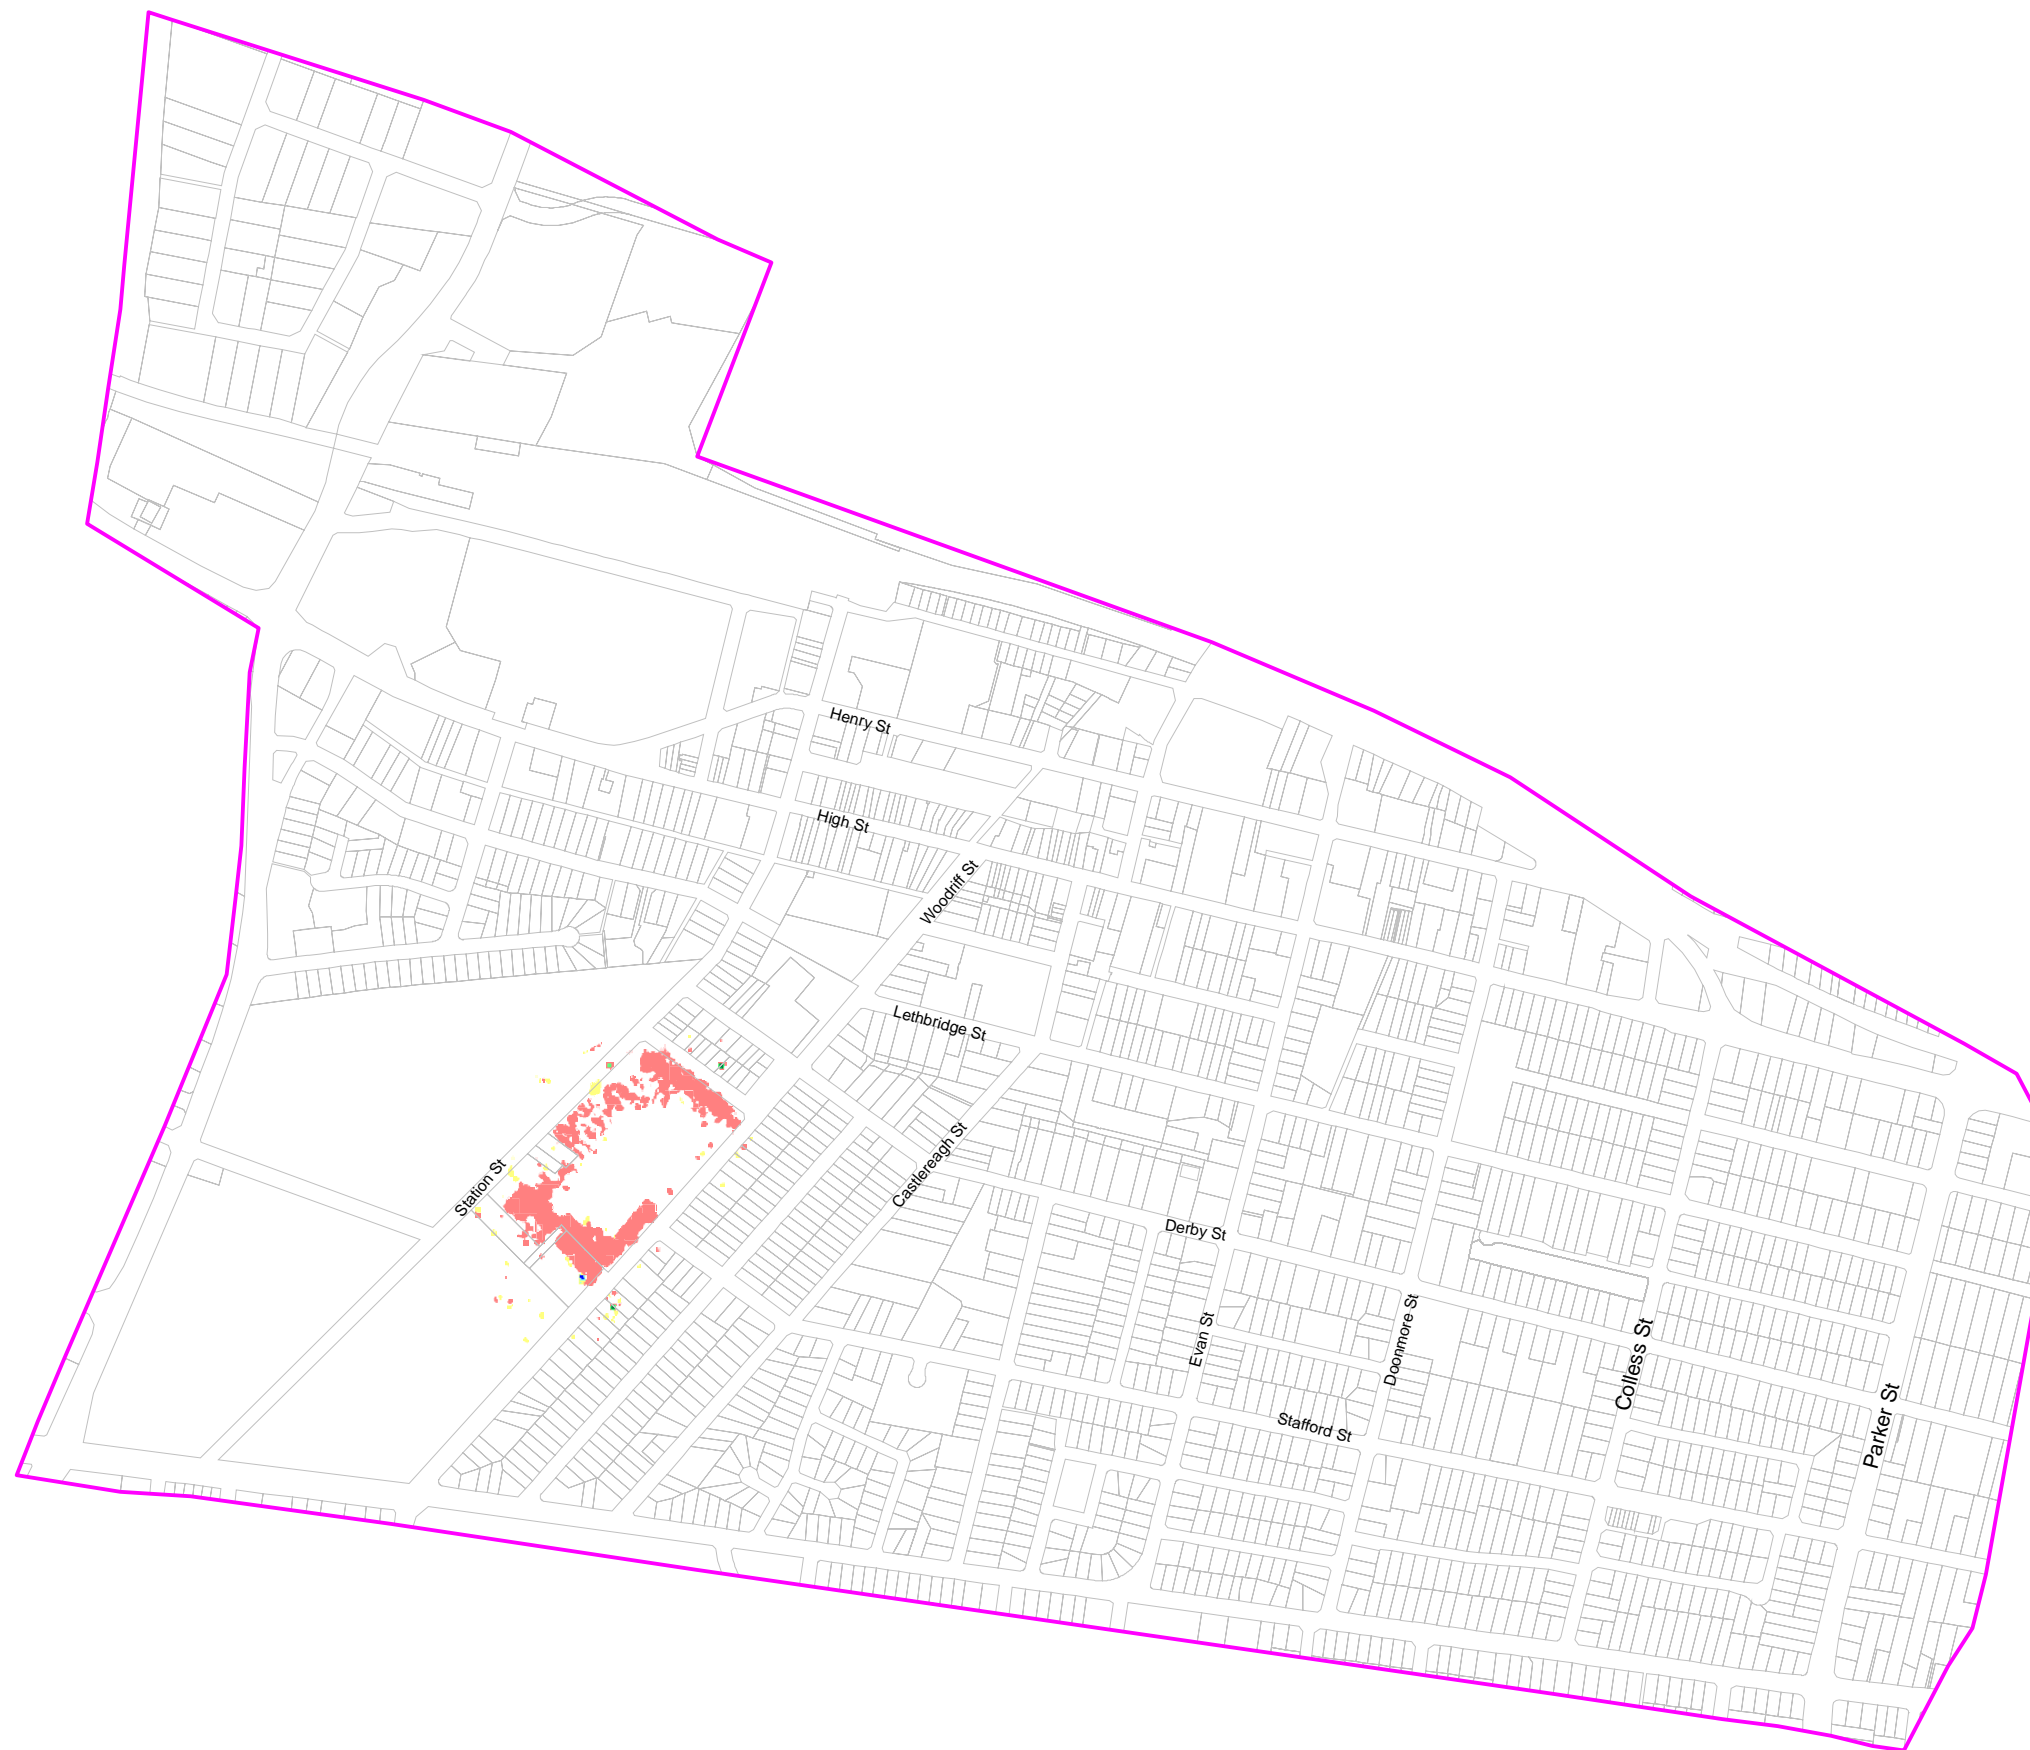 Henry St
High St
Woodriff St
Lethbridge St
Castlereagh St
Station St
Derby St
Evan St
Doonmore St
Colless St
Stafford St
Parker St